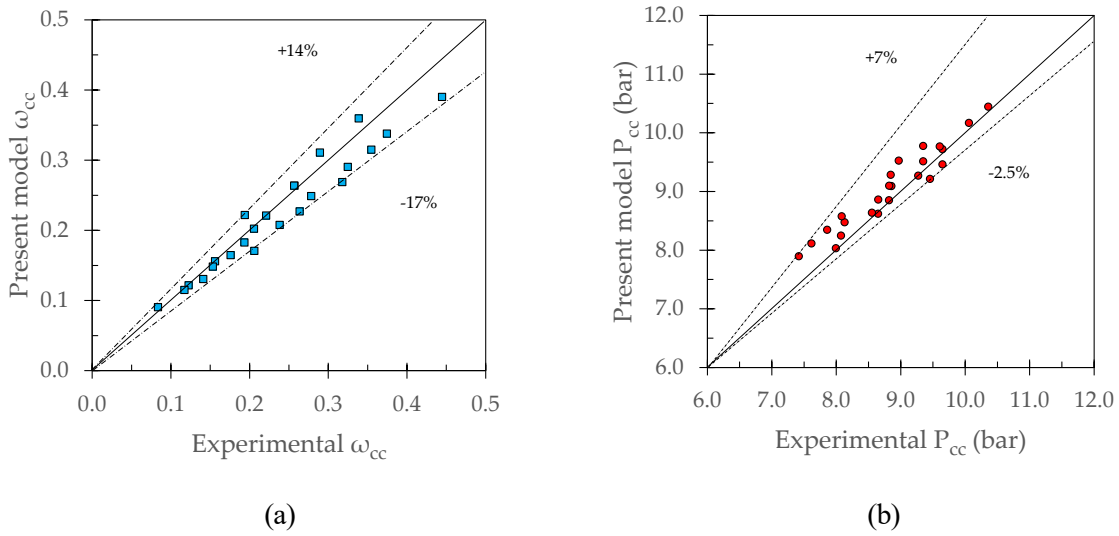 0.5
0.4
0.3
0.2
0.1
0.0
0.0 0.1 0.2 0.3 0.4 0.5
Present model ω_cc
Experimental ω_cc
+14%
-17%
(a)
12.0
11.0
10.0
9.0
8.0
7.0
6.0
6.0 7.0 8.0 9.0 10.0 11.0 12.0
Present model P_cc (bar)
Experimental P_cc (bar)
+7%
-2.5%
(b)